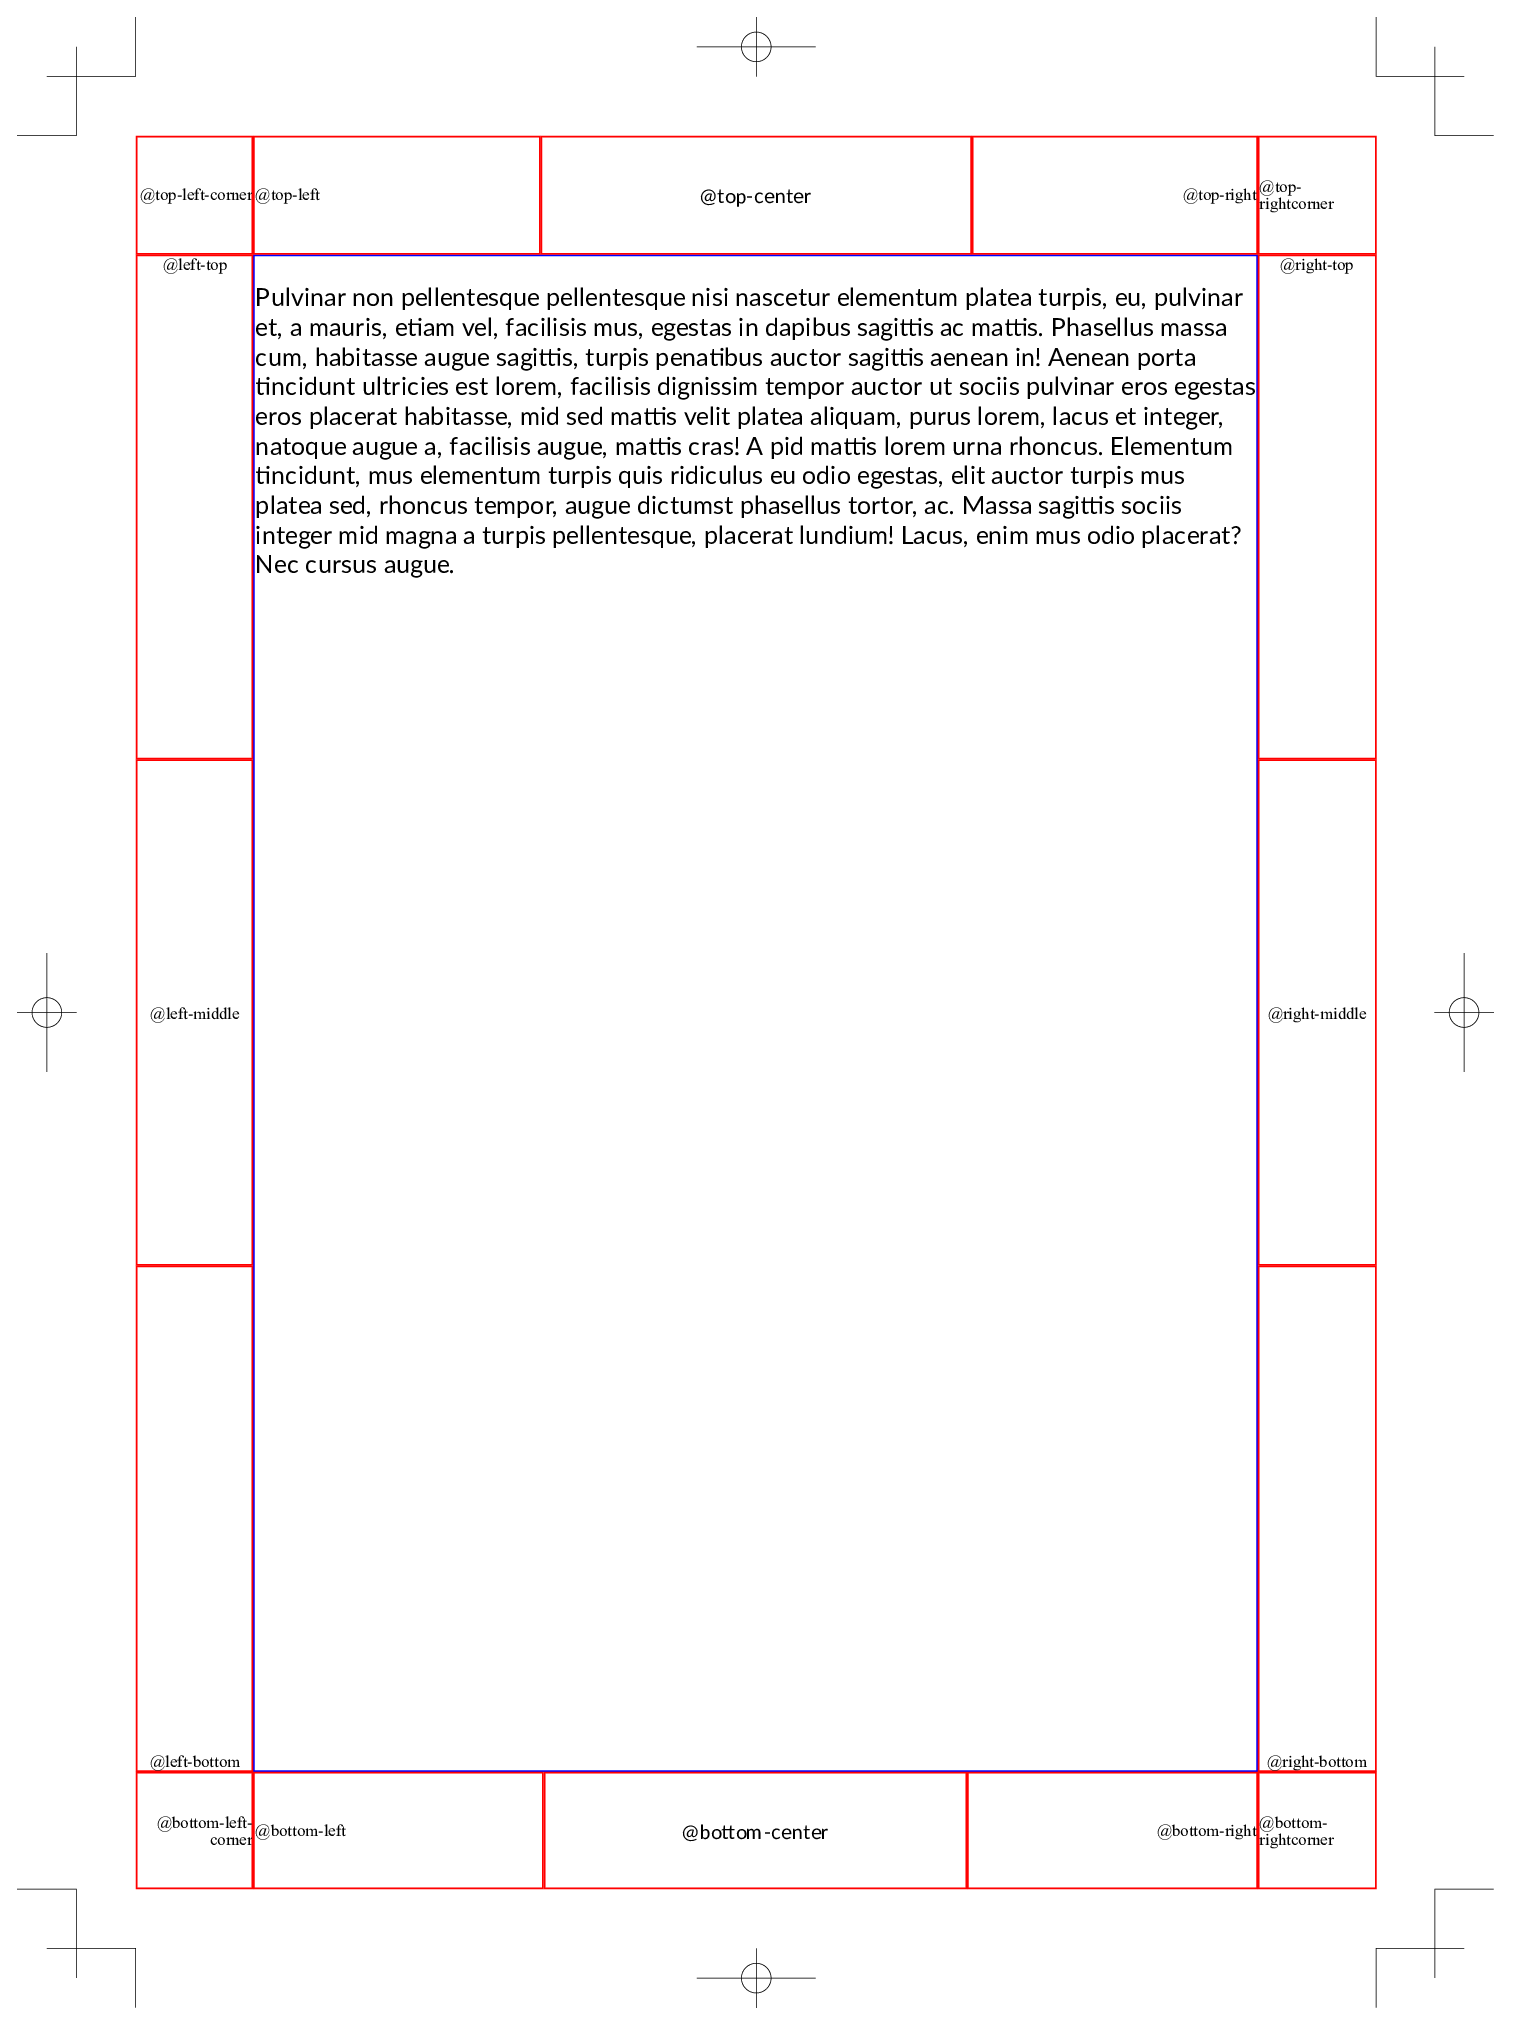 @top-left-corner @top-left @top-center @top-right @top-
rightcorner
@left-top @right-top
Pulvinar non pellentesque pellentesque nisi nascetur elementum platea turpis, eu, pulvinar
et, a mauris, etiam vel, facilisis mus, egestas in dapibus sagittis ac mattis. Phasellus massa
cum, habitasse augue sagittis, turpis penatibus auctor sagittis aenean in! Aenean porta
tincidunt ultricies est lorem, facilisis dignissim tempor auctor ut sociis pulvinar eros egestas
eros placerat habitasse, mid sed mattis velit platea aliquam, purus lorem, lacus et integer,
natoque augue a, facilisis augue, mattis cras! A pid mattis lorem urna rhoncus. Elementum
tincidunt, mus elementum turpis quis ridiculus eu odio egestas, elit auctor turpis mus
platea sed, rhoncus tempor, augue dictumst phasellus tortor, ac. Massa sagittis sociis
integer mid magna a turpis pellentesque, placerat lundium! Lacus, enim mus odio placerat?
Nec cursus augue.
@left-middle @right-middle
@left-bottom @right-bottom
@bottom-left-
corner
@bottom-left @bottom-center @bottom-right @bottom-
rightcorner